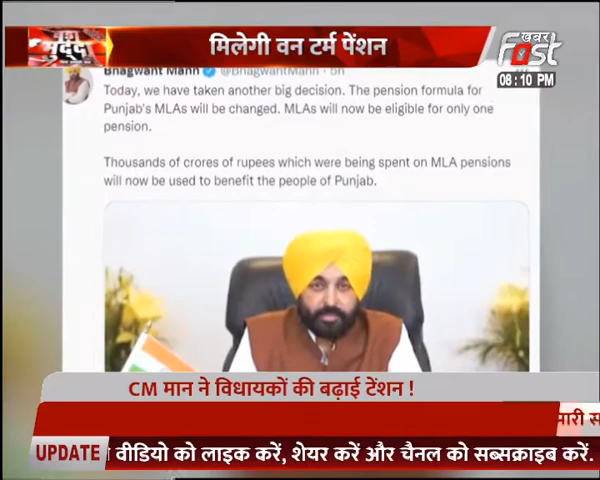 बड़ा मुद्दा
मिलेगी वन टर्म पेंशन
खबर
Fast
08:10 PM
Bhagwant Mann @BhagwantMann · 5h
Today, we have taken another big decision. The pension formula for
Punjab's MLAs will be changed. MLAs will now be eligible for only one
pension.
Thousands of crores of rupees which were being spent on MLA pensions
will now be used to benefit the people of Punjab.
CM मान ने विधायकों की बढ़ाई टेंशन !
UPDATE
वीडियो को लाइक करें, शेयर करें और चैनल को सब्सक्राइब करें.